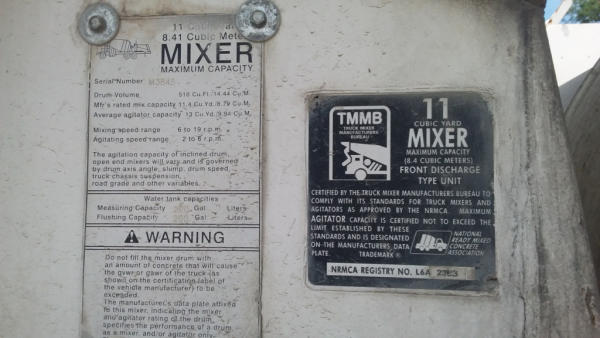 11 Cubic Yard
8.41 Cubic Meter
MIXER
MAXIMUM CAPACITY
Serial Number
Drum Volume 510 Cu.Ft./14.44 Cu.M.
Mfr's rated mix capacity 11.4 Cu.Yd./8.79 Cu.M.
Average agitator capacity 13 Cu.Yd./9.94 Cu.M.
Mixing speed range 6 to 19 r.p.m.
Agitating speed range 2 to 6 r.p.m.
The agitation capacity of inclined drum,
open end mixers will vary and is governed
by drum axis angle, slump, drum speed,
truck chassis suspension,
road grade and other variables.
Water tank capacities
Measuring Capacity Gal Liters
Flushing Capacity Gal Liters
WARNING
Do not fill the mixer drum with
an amount of concrete that will cause
the gvwr or gawr of the truck (as
shown on the certification label of
the vehicle manufacturer) to be
exceeded.
The manufacturer's data plate affixed
to this mixer, indicating the mixer
and agitator rating of the drum,
specifies the performance of a drum
as a mixer and/or agitator only.
TMMB
TRUCK MIXER
MANUFACTURERS
BUREAU
11
CUBIC YARD
MIXER
MAXIMUM CAPACITY
(8.4 CUBIC METERS)
FRONT DISCHARGE
TYPE UNIT
CERTIFIED BY THE TRUCK MIXER MANUFACTURERS BUREAU TO
COMPLY WITH ITS STANDARDS FOR TRUCK MIXERS AND
AGITATORS AS APPROVED BY THE NRMCA. MAXIMUM
AGITATOR CAPACITY IS CERTIFIED NOT TO EXCEED THE
LIMIT ESTABLISHED BY THESE
STANDARDS AND IS DESIGNATED
ON THE MANUFACTURERS DATA
PLATE. TRADEMARK ®
NATIONAL
READY MIXED
CONCRETE
ASSOCIATION
NRMCA REGISTRY NO. L6A